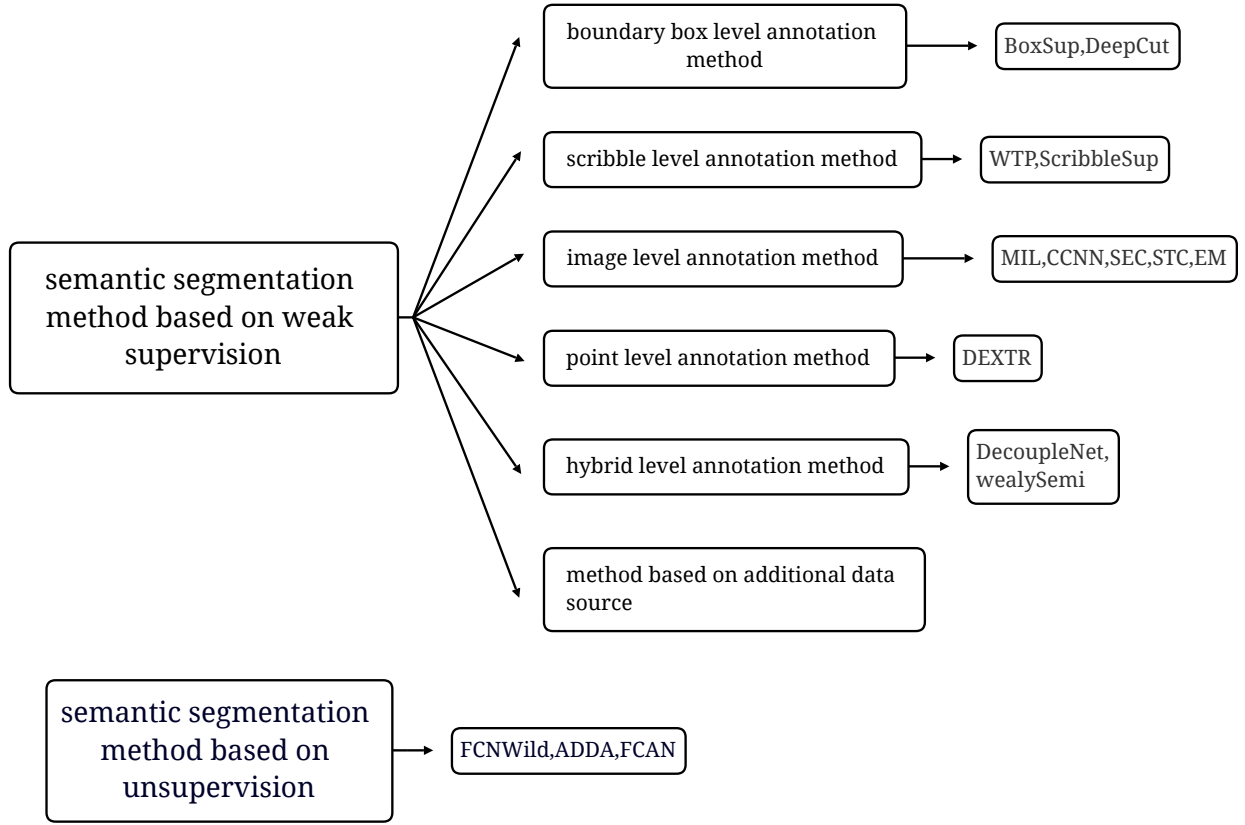 boundary box level annotation
method
BoxSup,DeepCut
scribble level annotation method
WTP,ScribbleSup
semantic segmentation
method based on weak
supervision
image level annotation method
MIL,CCNN,SEC,STC,EM
point level annotation method
DEXTR
hybrid level annotation method
DecoupleNet,
wealySemi
method based on additional data
source
semantic segmentation
method based on
unsupervision
FCNWild,ADDA,FCAN